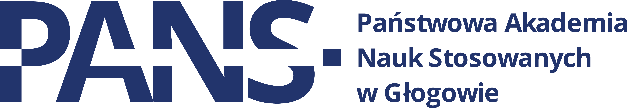 PANS
Państwowa Akademia
Nauk Stosowanych
w Głogowie